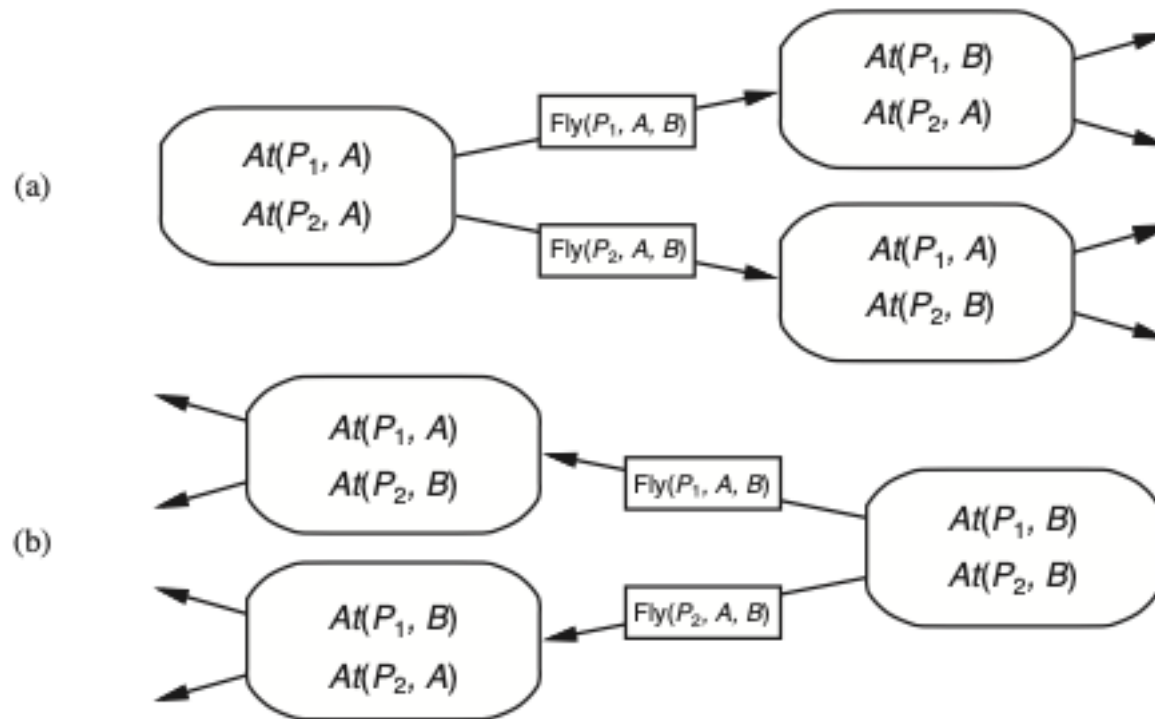 (a)
At(P₁, A)
At(P₂, A)
Fly(P₁, A, B)
Fly(P₂, A, B)
At(P₁, B)
At(P₂, A)
At(P₁, A)
At(P₂, B)
(b)
At(P₁, A)
At(P₂, B)
At(P₁, B)
At(P₂, A)
Fly(P₁, A, B)
Fly(P₂, A, B)
At(P₁, B)
At(P₂, B)